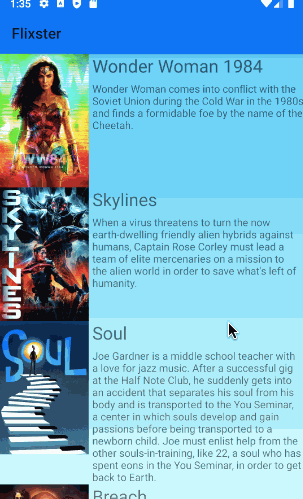 1:35
Flixster
Wonder Woman 1984
Wonder Woman comes into conflict with the
Soviet Union during the Cold War in the 1980s
and finds a formidable foe by the name of the
Cheetah.
WW84
Skylines
SKYLINES
When a virus threatens to turn the now
earth-dwelling friendly alien hybrids against
humans, Captain Rose Corley must lead a
team of elite mercenaries on a mission to
the alien world in order to save what's left of
humanity.
Soul
SOUL
Joe Gardner is a middle school teacher with
a love for jazz music. After a successful gig
at the Half Note Club, he suddenly gets into
an accident that separates his soul from his
body and is transported to the You Seminar,
a center in which souls develop and gain
passions before being transported to a
newborn child. Joe must enlist help from the
other souls-in-training, like 22, a soul who has
spent eons in the You Seminar, in order to get
back to Earth.
Breach